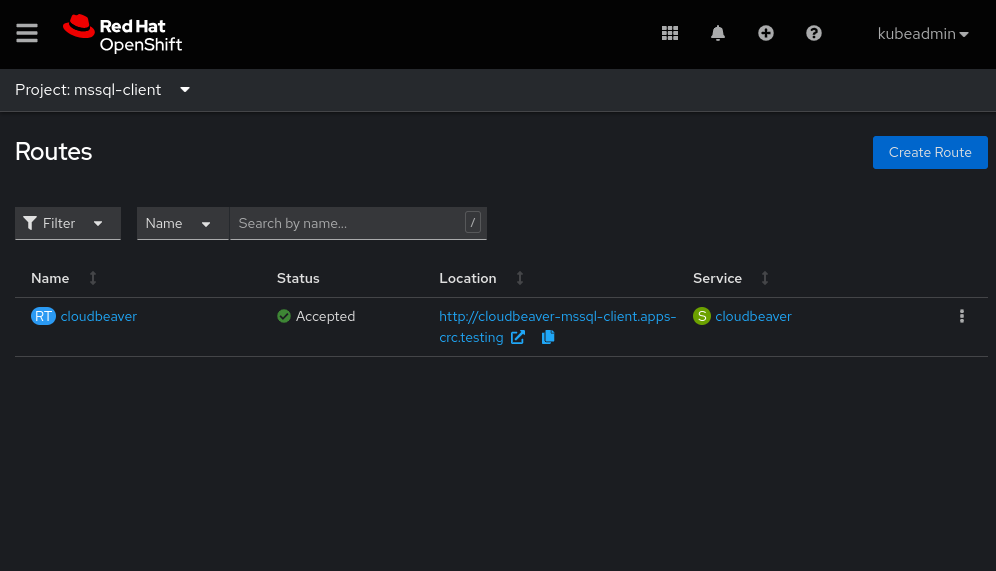 Red Hat
OpenShift
kubeadmin
Project: mssql-client
Routes
Create Route
Filter Name Search by name... /
Name Status Location Service
RT cloudbeaver Accepted http://cloudbeaver-mssql-client.apps- S cloudbeaver
crc.testing